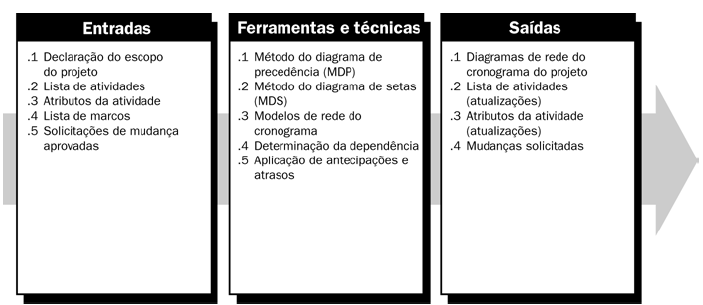 Entradas
.1 Declaração do escopo
do projeto
.2 Lista de atividades
.3 Atributos da atividade
.4 Lista de marcos
.5 Solicitações de mudança
aprovadas
Ferramentas e técnicas
.1 Método do diagrama de
precedência (MDP)
.2 Método do diagrama de setas
(MDS)
.3 Modelos de rede do
cronograma
.4 Determinação da dependência
.5 Aplicação de antecipações e
atrasos
Saídas
.1 Diagramas de rede do
cronograma do projeto
.2 Lista de atividades
(atualizações)
.3 Atributos da atividade
(atualizações)
.4 Mudanças solicitadas